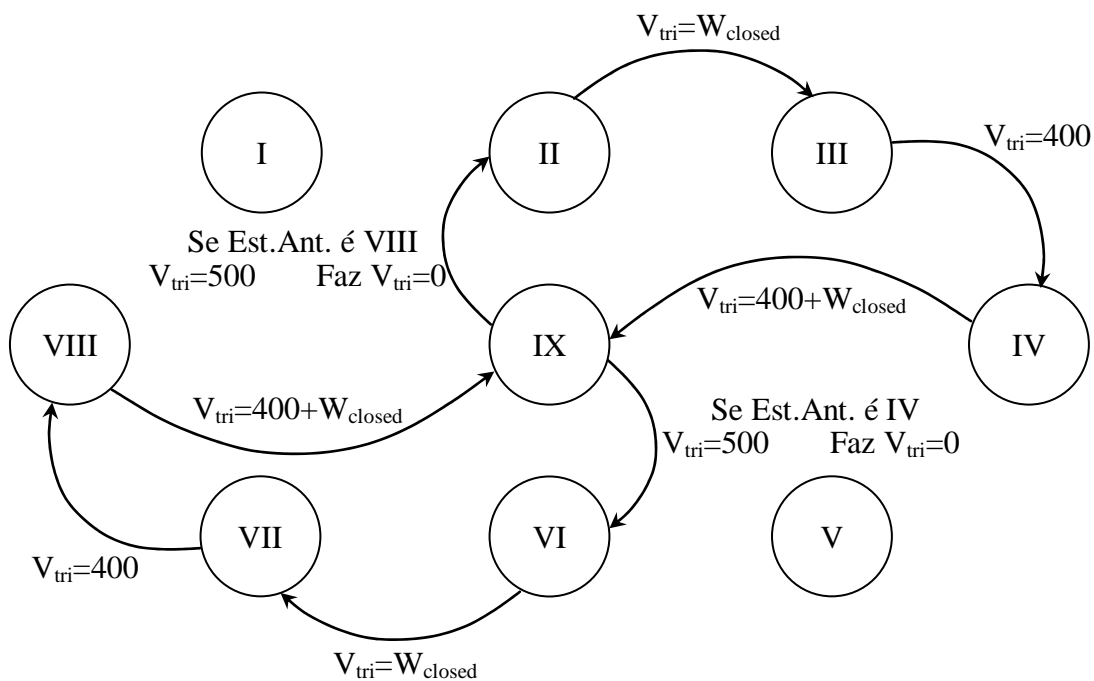 V_tri=W_closed
I
II
III
V_tri=400
Se Est.Ant. é VIII
V_tri=500 Faz V_tri=0
V_tri=400+W_closed
VIII
IX
IV
V_tri=400+W_closed
Se Est.Ant. é IV
V_tri=500 Faz V_tri=0
VII
VI
V
V_tri=400
V_tri=W_closed